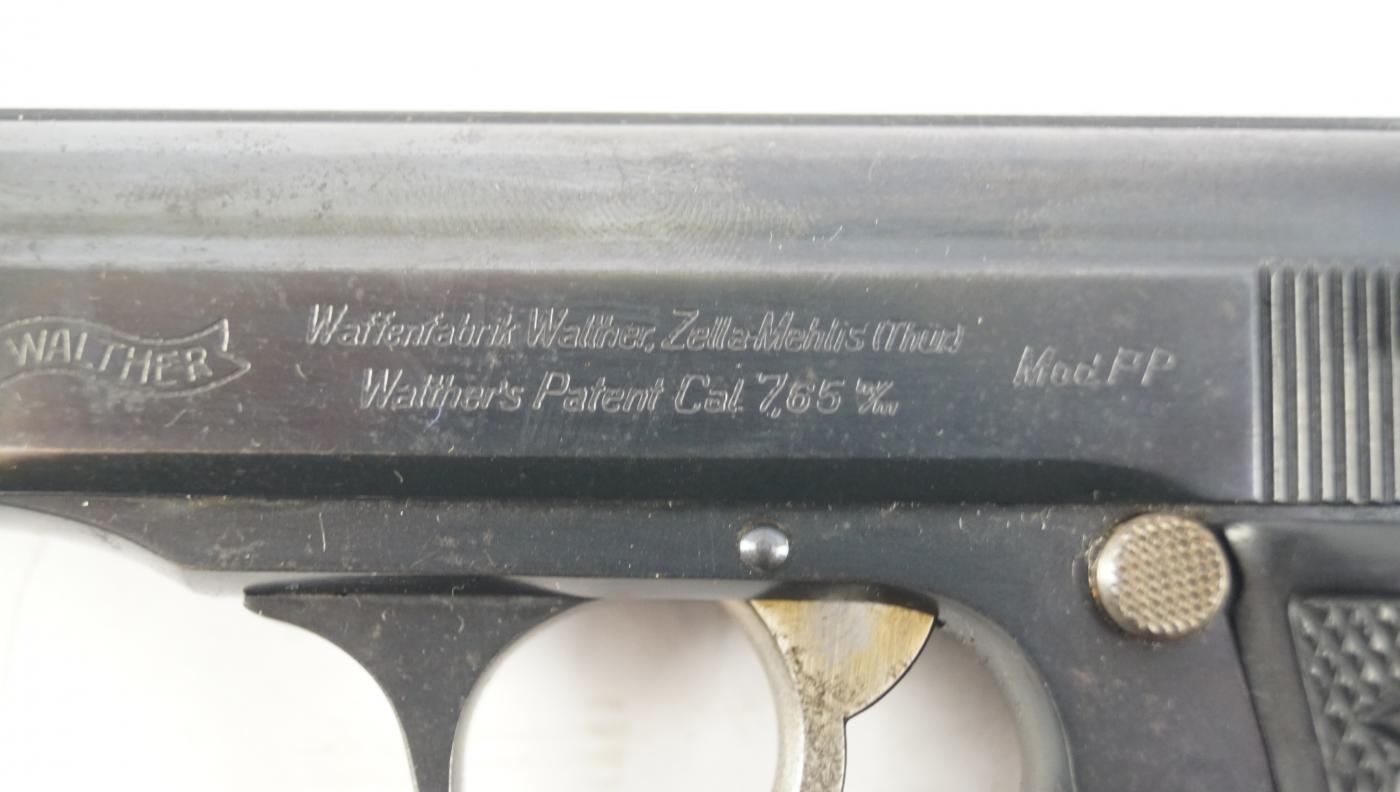 WALTHER
Waffenfabrik Walther, Zella-Mehlis (Thür.)
Walther's Patent Cal. 7,65 m/m
Mod. PP